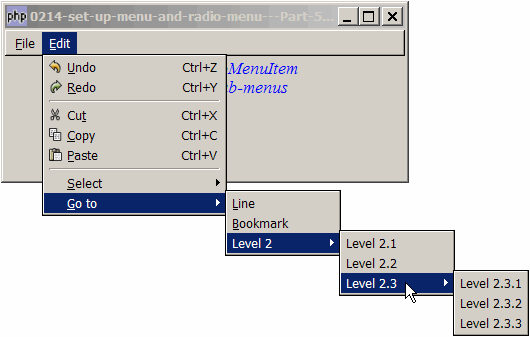 php 0214-set-up-menu-and-radio-menu---Part-5
File Edit
MenuItem
b-menus
Undo Ctrl+Z
Redo Ctrl+Y
Cut Ctrl+X
Copy Ctrl+C
Paste Ctrl+V
Select
Go to
Line
Bookmark
Level 2
Level 2.1
Level 2.2
Level 2.3
Level 2.3.1
Level 2.3.2
Level 2.3.3